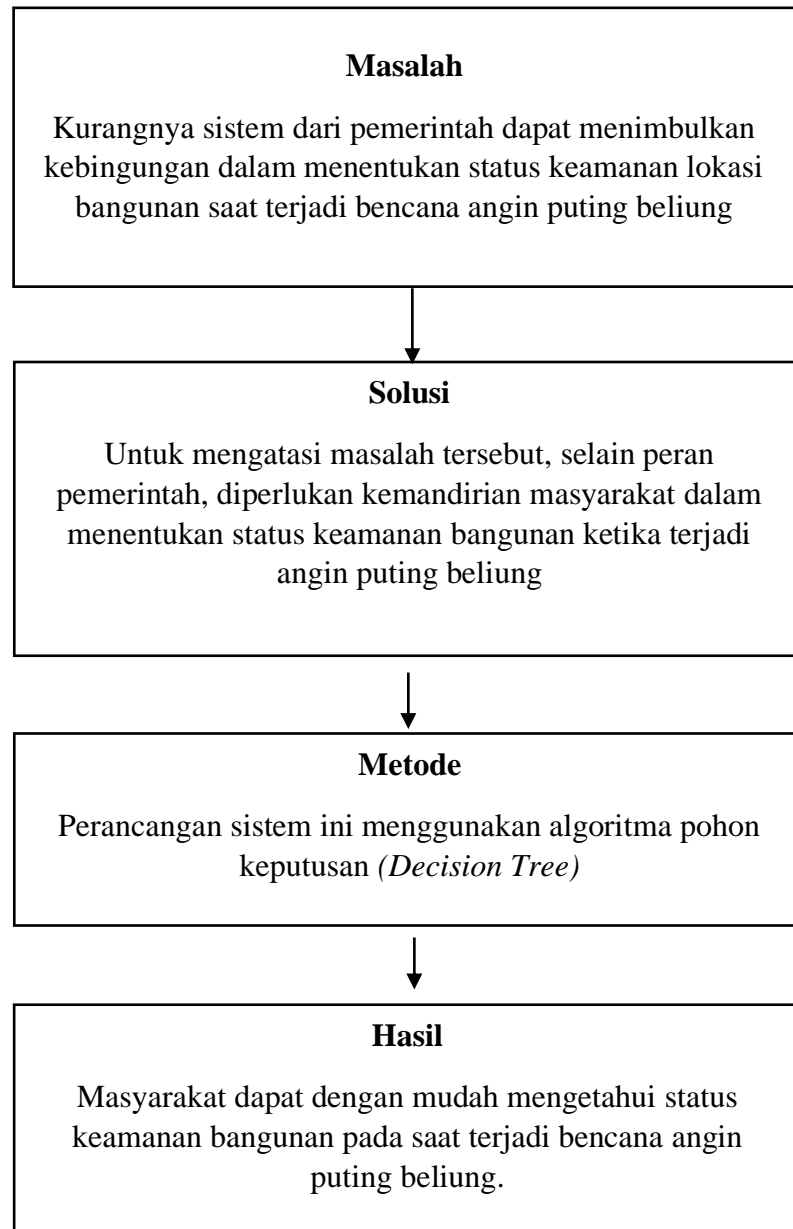 Masalah
Kurangnya sistem dari pemerintah dapat menimbulkan
kebingungan dalam menentukan status keamanan lokasi
bangunan saat terjadi bencana angin puting beliung
Solusi
Untuk mengatasi masalah tersebut, selain peran
pemerintah, diperlukan kemandirian masyarakat dalam
menentukan status keamanan bangunan ketika terjadi
angin puting beliung
Metode
Perancangan sistem ini menggunakan algoritma pohon
keputusan (Decision Tree)
Hasil
Masyarakat dapat dengan mudah mengetahui status
keamanan bangunan pada saat terjadi bencana angin
puting beliung.